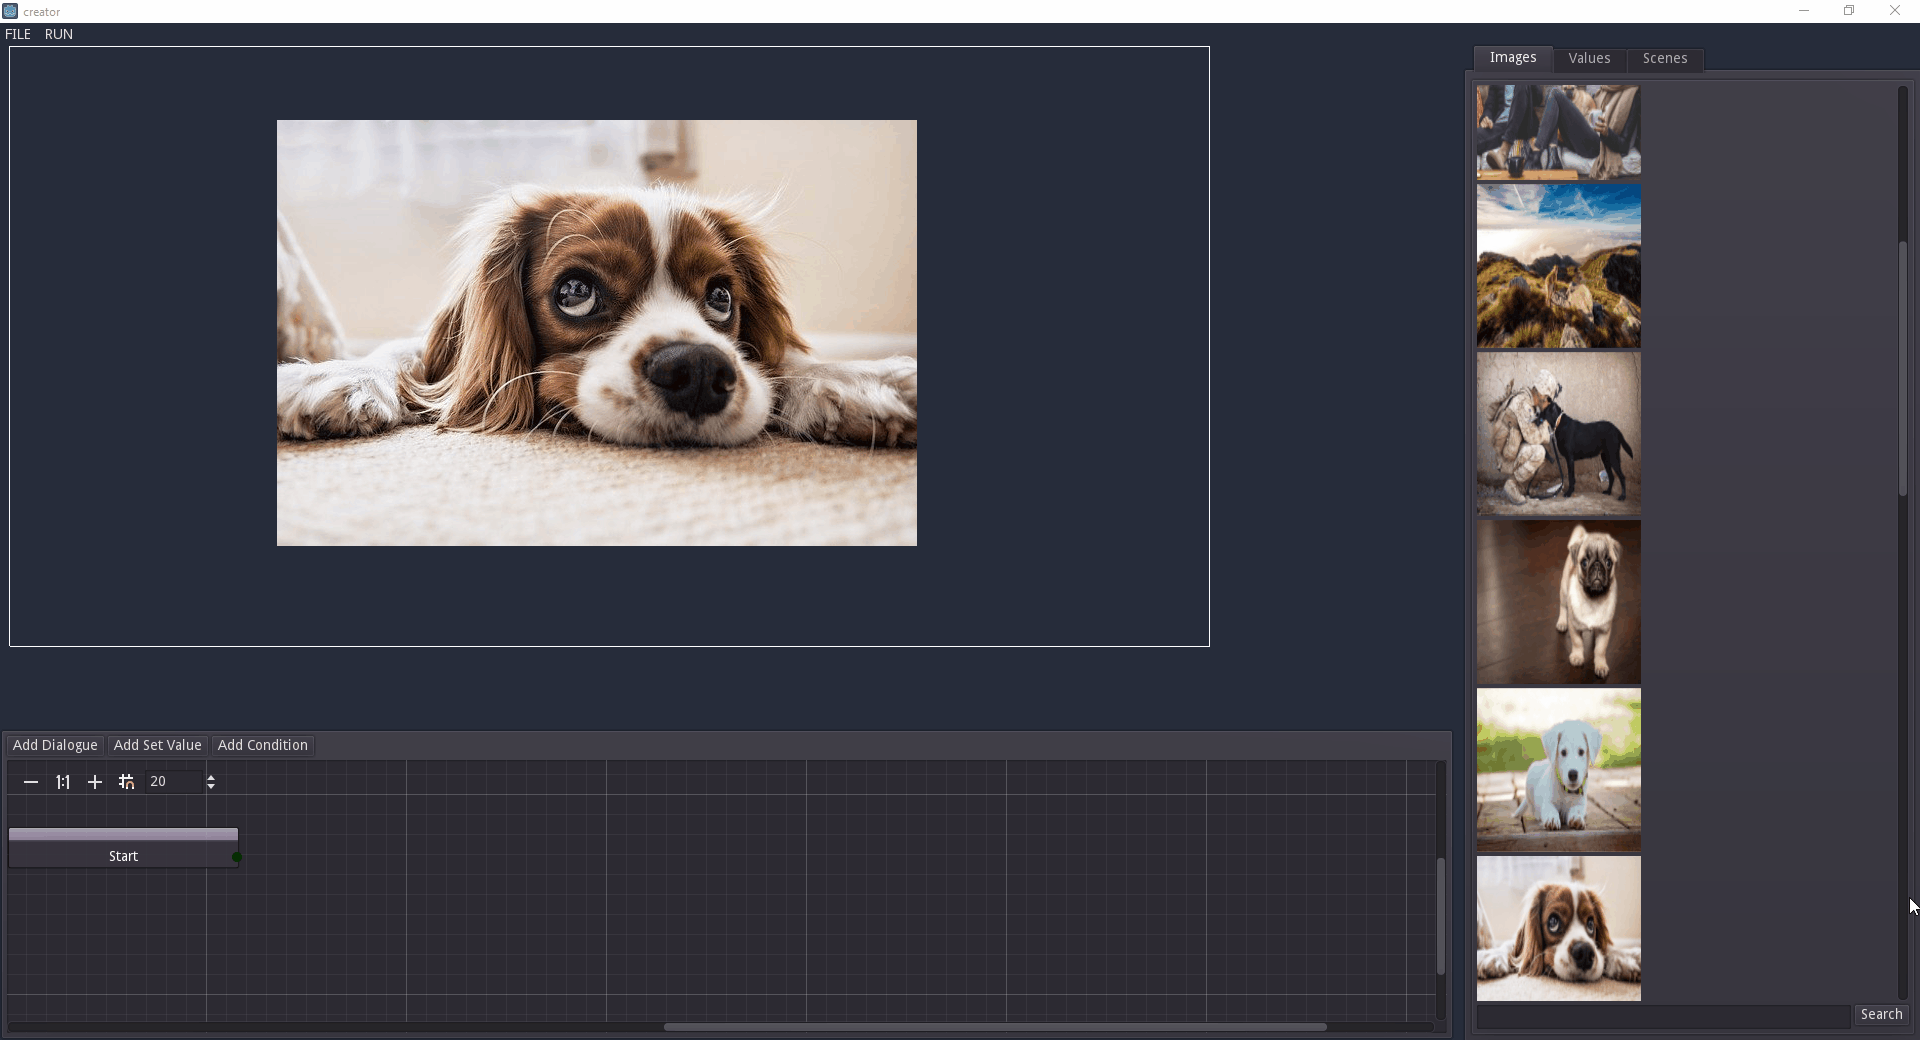 creator
FILE RUN
Images Values Scenes
Add Dialogue Add Set Value Add Condition
1:1 20
Start
Search